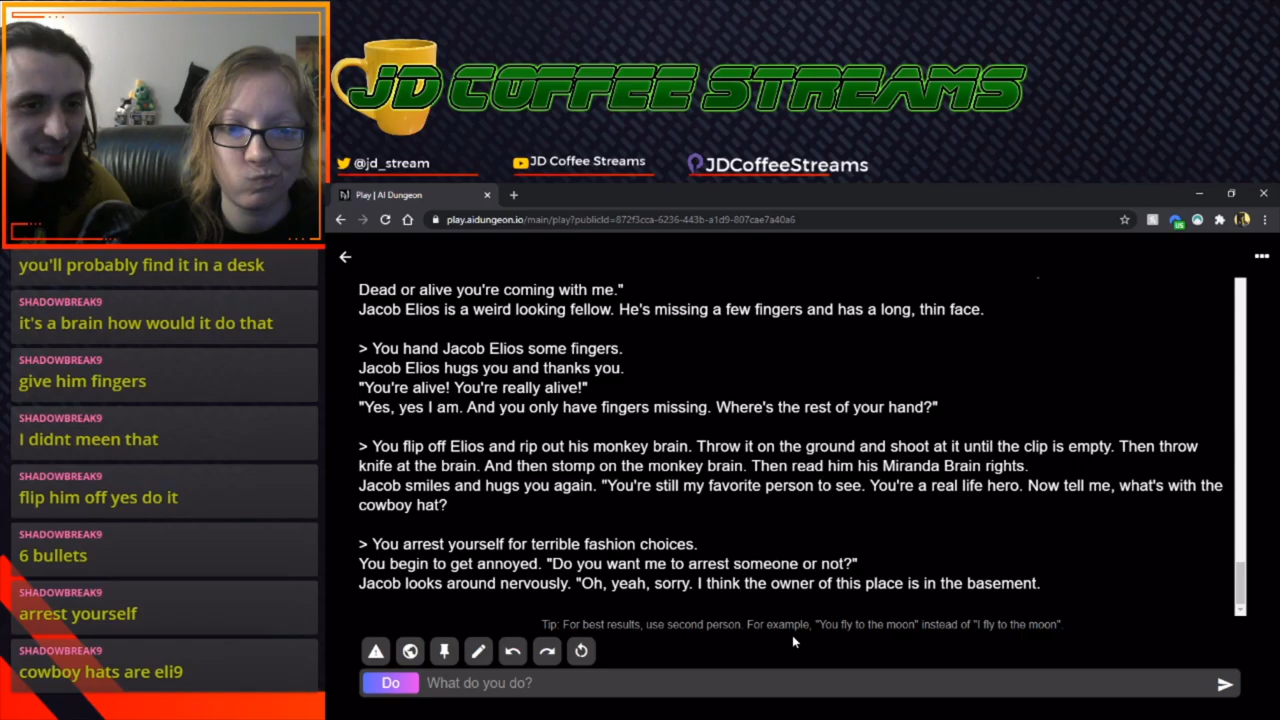 JD COFFEE STREAMS
@jd_stream
JD Coffee Streams
JDCoffeeStreams
Play | AI Dungeon
play.aidungeon.io/main/play?publicId=872f3cca-6236-443b-a1d9-807cae7a40a6
you'll probably find it in a desk
SHADOWBREAK9
it's a brain how would it do that
SHADOWBREAK9
give him fingers
SHADOWBREAK9
I didnt meen that
SHADOWBREAK9
flip him off yes do it
SHADOWBREAK9
6 bullets
SHADOWBREAK9
arrest yourself
SHADOWBREAK9
cowboy hats are eli9
Dead or alive you're coming with me."
Jacob Elios is a weird looking fellow. He's missing a few fingers and has a long, thin face.
> You hand Jacob Elios some fingers.
Jacob Elios hugs you and thanks you.
"You're alive! You're really alive!"
"Yes, yes I am. And you only have fingers missing. Where's the rest of your hand?"
> You flip off Elios and rip out his monkey brain. Throw it on the ground and shoot at it until the clip is empty. Then throw
knife at the brain. And then stomp on the monkey brain. Then read him his Miranda Brain rights.
Jacob smiles and hugs you again. "You're still my favorite person to see. You're a real life hero. Now tell me, what's with the
cowboy hat?
> You arrest yourself for terrible fashion choices.
You begin to get annoyed. "Do you want me to arrest someone or not?"
Jacob looks around nervously. "Oh, yeah, sorry. I think the owner of this place is in the basement.
Tip: For best results, use second person. For example, "You fly to the moon" instead of "I fly to the moon".
Do
What do you do?